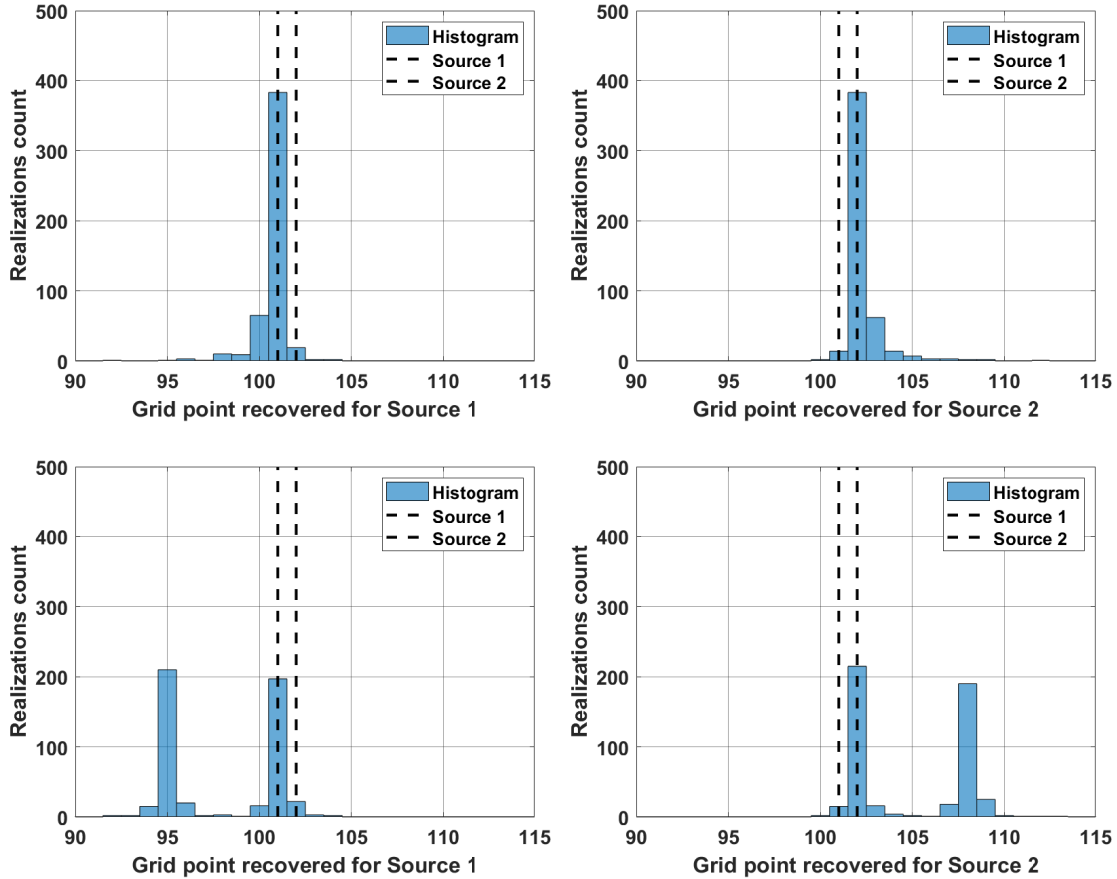 500
400
300
200
100
0
Realizations count
90 95 100 105 110 115
Grid point recovered for Source 1
Histogram
Source 1
Source 2
500
400
300
200
100
0
Realizations count
90 95 100 105 110 115
Grid point recovered for Source 2
Histogram
Source 1
Source 2
500
400
300
200
100
0
Realizations count
90 95 100 105 110 115
Grid point recovered for Source 1
Histogram
Source 1
Source 2
500
400
300
200
100
0
Realizations count
90 95 100 105 110 115
Grid point recovered for Source 2
Histogram
Source 1
Source 2